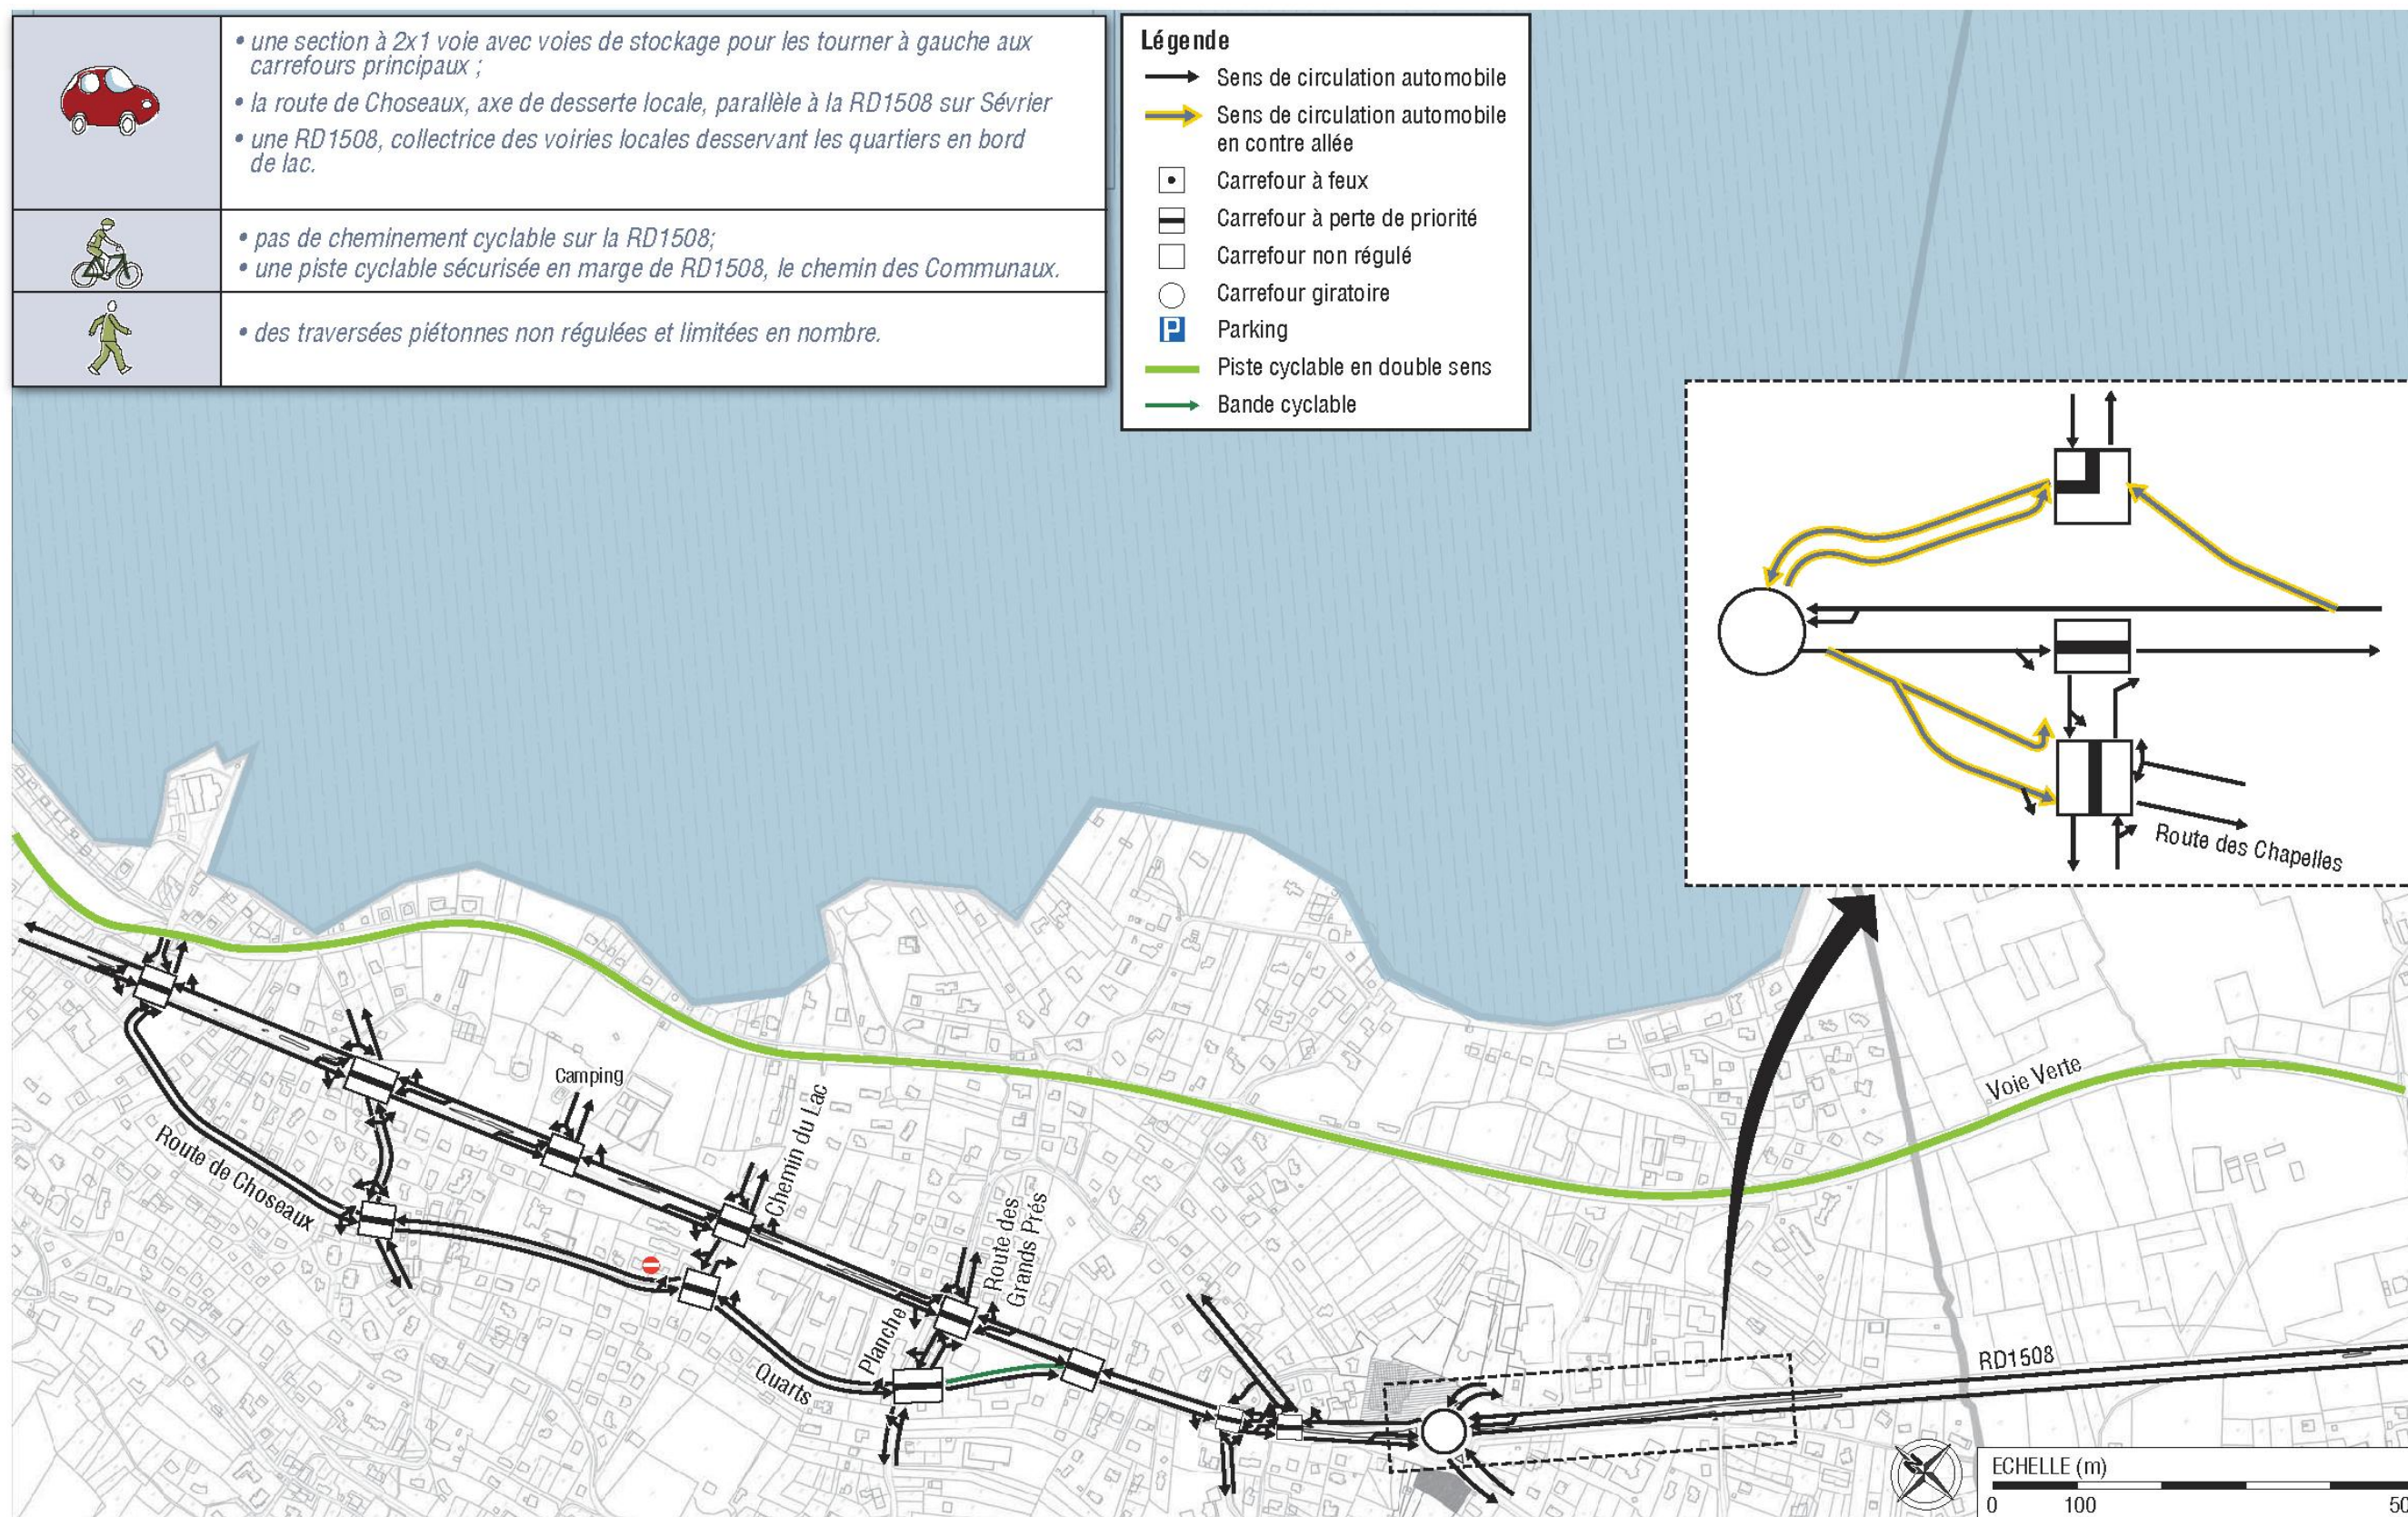 • une section à 2x1 voie avec voies de stockage pour les tourner à gauche aux
carrefours principaux ;
• la route de Choseaux, axe de desserte locale, parallèle à la RD1508 sur Sévrier
• une RD1508, collectrice des voiries locales desservant les quartiers en bord
de lac.
• pas de cheminement cyclable sur la RD1508;
• une piste cyclable sécurisée en marge de RD1508, le chemin des Communaux.
• des traversées piétonnes non régulées et limitées en nombre.
Légende
Sens de circulation automobile
Sens de circulation automobile
en contre allée
Carrefour à feux
Carrefour à perte de priorité
Carrefour non régulé
Carrefour giratoire
P Parking
Piste cyclable en double sens
Bande cyclable
Route des Chapelles
Camping
Chemin du Lac
Voie Verte
Route de Choseaux
Route des
Grands Prés
Planche
Quarts
RD1508
N
ECHELLE (m)
0 100 50